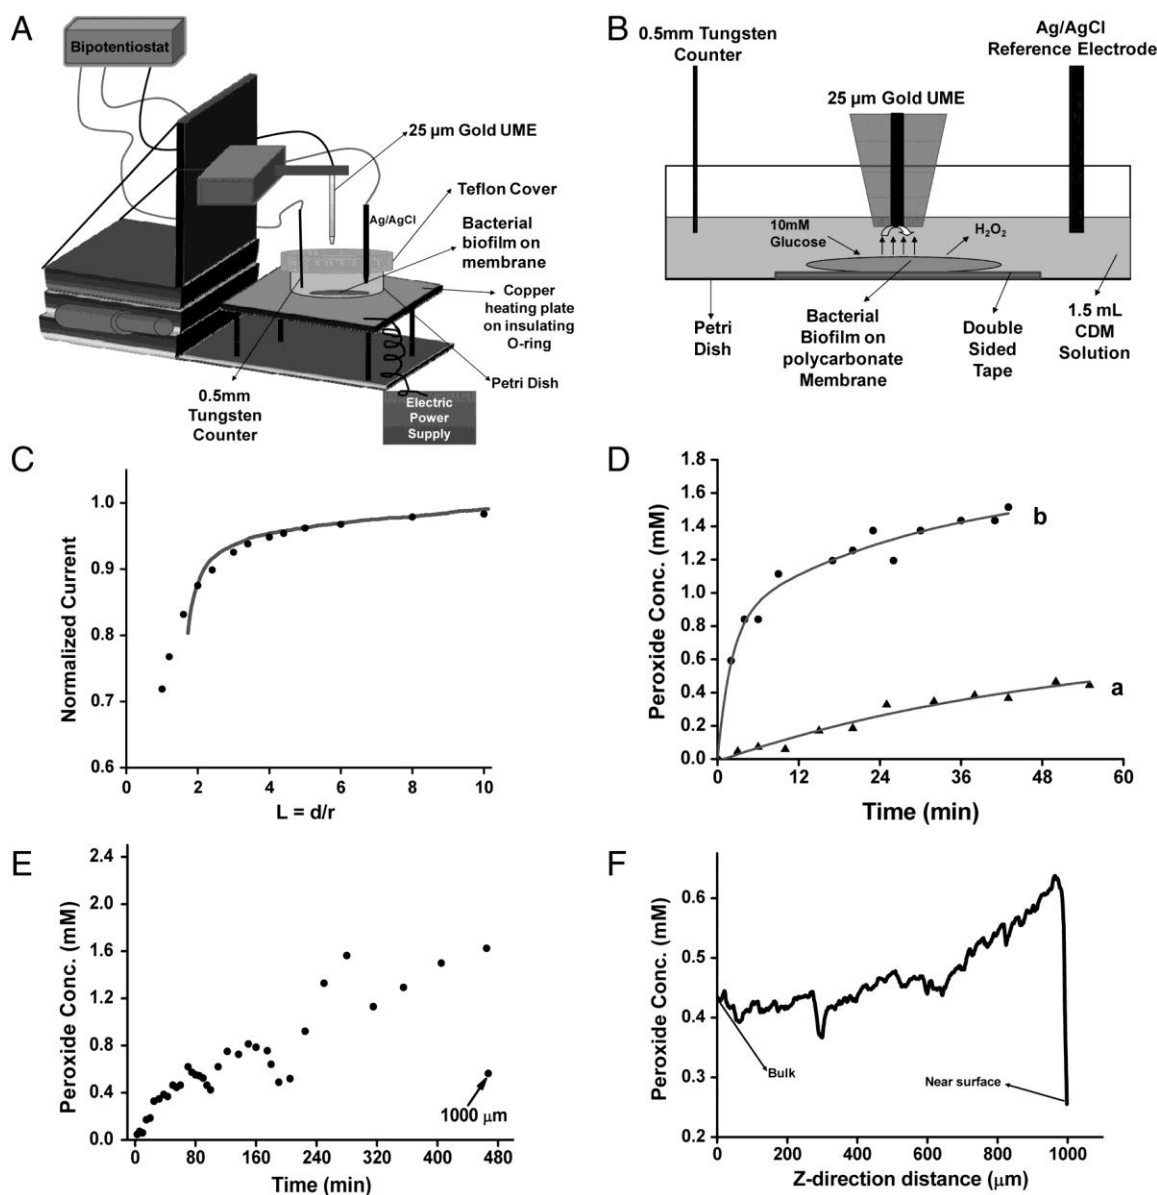 A
Bipotentiostat
25 μm Gold UME
Teflon Cover
Ag/AgCl
Bacterial
biofilm on
membrane
Copper
heating plate
on insulating
O-ring
Petri Dish
0.5mm
Tungsten
Counter
Electric
Power
Supply
B
0.5mm Tungsten
Counter
Ag/AgCl
Reference Electrode
25 μm Gold UME
10mM
Glucose
H₂O₂
Petri
Dish
Bacterial
Biofilm on
polycarbonate
Membrane
Double
Sided
Tape
1.5 mL
CDM
Solution
C
Normalized Current
1.0
0.9
0.8
0.7
0.6
0 2 4 6 8 10
L = d/r
D
Peroxide Conc. (mM)
1.8
1.6
1.4
1.2
1.0
0.8
0.6
0.4
0.2
0.0
b
a
0 12 24 36 48 60
Time (min)
E
Peroxide Conc. (mM)
2.4
2.0
1.6
1.2
0.8
0.4
0.0
1000 μm
0 80 160 240 320 400 480
Time (min)
F
Peroxide Conc. (mM)
0.6
0.5
0.4
0.3
0.2
Bulk
Near surface
0 200 400 600 800 1000
Z-direction distance (μm)